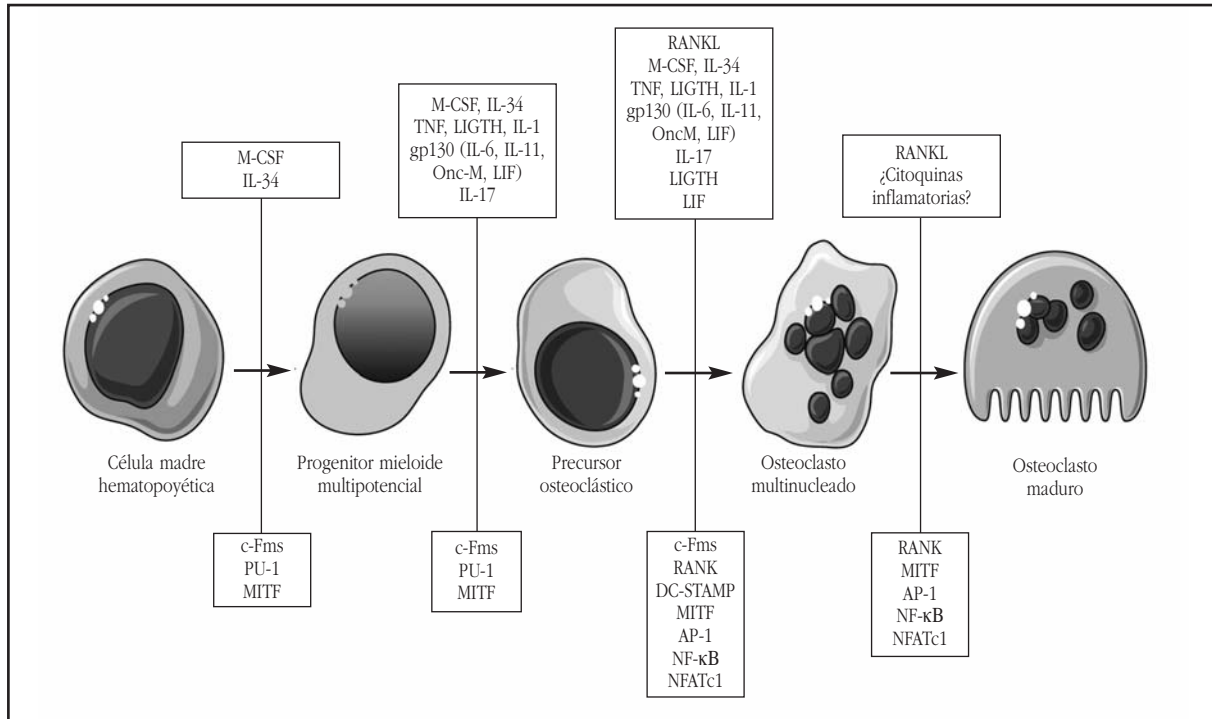 M-CSF
IL-34
M-CSF, IL-34
TNF, LIGTH, IL-1
gp130 (IL-6, IL-11,
Onc-M, LIF)
IL-17
RANKL
M-CSF, IL-34
TNF, LIGTH, IL-1
gp130 (IL-6, IL-11,
OncM, LIF)
IL-17
LIGTH
LIF
RANKL
¿Citoquinas
inflamatorias?
Célula madre
hematopoyética
Progenitor mieloide
multipotencial
Precursor
osteoclástico
Osteoclasto
multinucleado
Osteoclasto
maduro
c-Fms
PU-1
MITF
c-Fms
PU-1
MITF
c-Fms
RANK
DC-STAMP
MITF
AP-1
NF-κB
NFATc1
RANK
MITF
AP-1
NF-κB
NFATc1